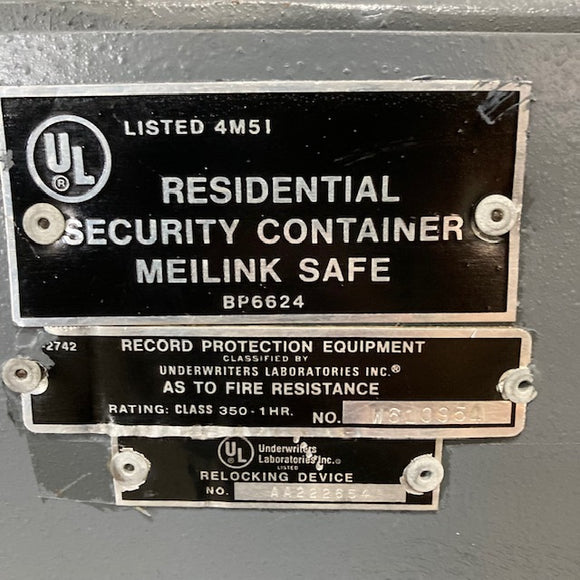 UL
®
LISTED 4M51
RESIDENTIAL
SECURITY CONTAINER
MEILINK SAFE
BP6624
-2742
RECORD PROTECTION EQUIPMENT
CLASSIFIED BY
UNDERWRITERS LABORATORIES INC.®
AS TO FIRE RESISTANCE
RATING: CLASS 350-1HR. NO.
UL
Underwriters
Laboratories Inc.®
LISTED
RELOCKING DEVICE
NO. AA222654